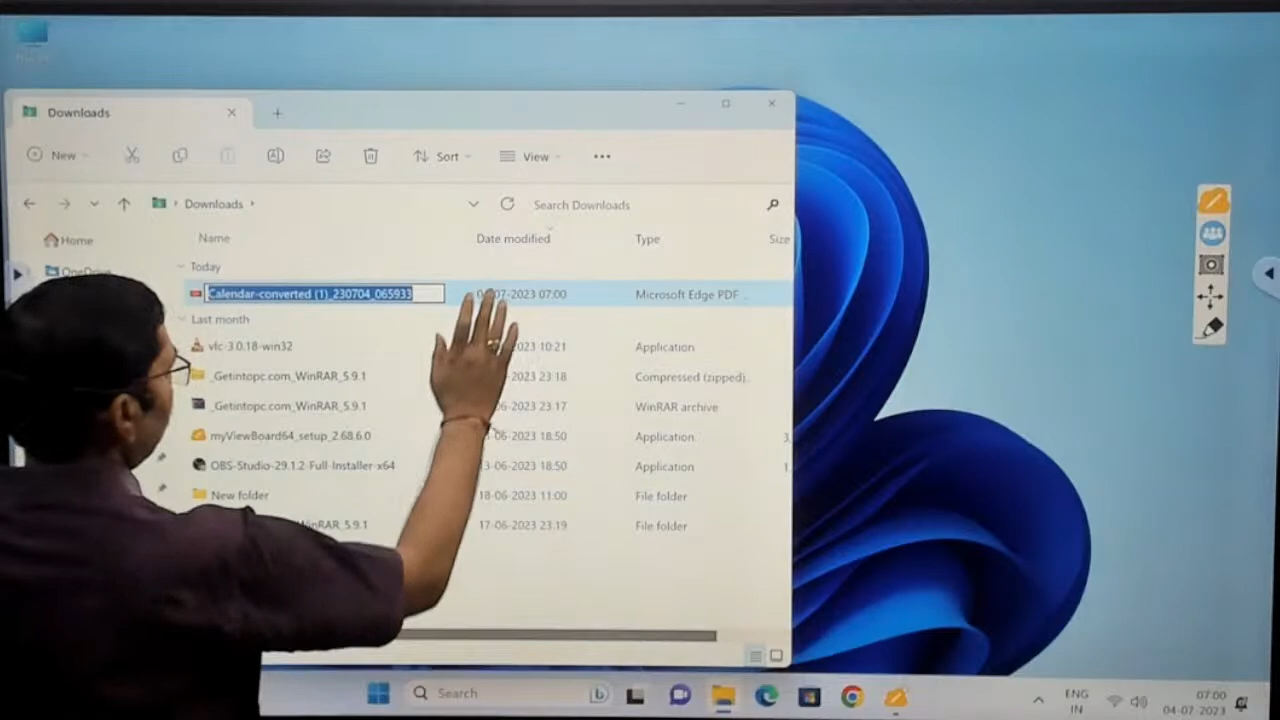 Downloads
New
Sort
View
Downloads
Search Downloads
Name
Date modified
Type
Size
Home
OneDrive
Today
Calendar-converted (1)_230704_065933
07-2023 07:00
Microsoft Edge PDF ...
Last month
vlc-3.0.18-win32
2023 10:21
Application
_Getintopc.com_WinRAR_5.9.1
2023 23:18
Compressed (zipped)...
_Getintopc.com_WinRAR_5.9.1
06-2023 23:17
WinRAR archive
myViewBoard64_setup_2.68.6.0
-06-2023 18:50
Application
3,
OBS-Studio-29.1.2-Full-Installer-x64
3-06-2023 18:50
Application
1
New folder
18-06-2023 11:00
File folder
WinRAR_5.9.1
17-06-2023 23:19
File folder
Search
ENG
IN
07:00
04-07-2023